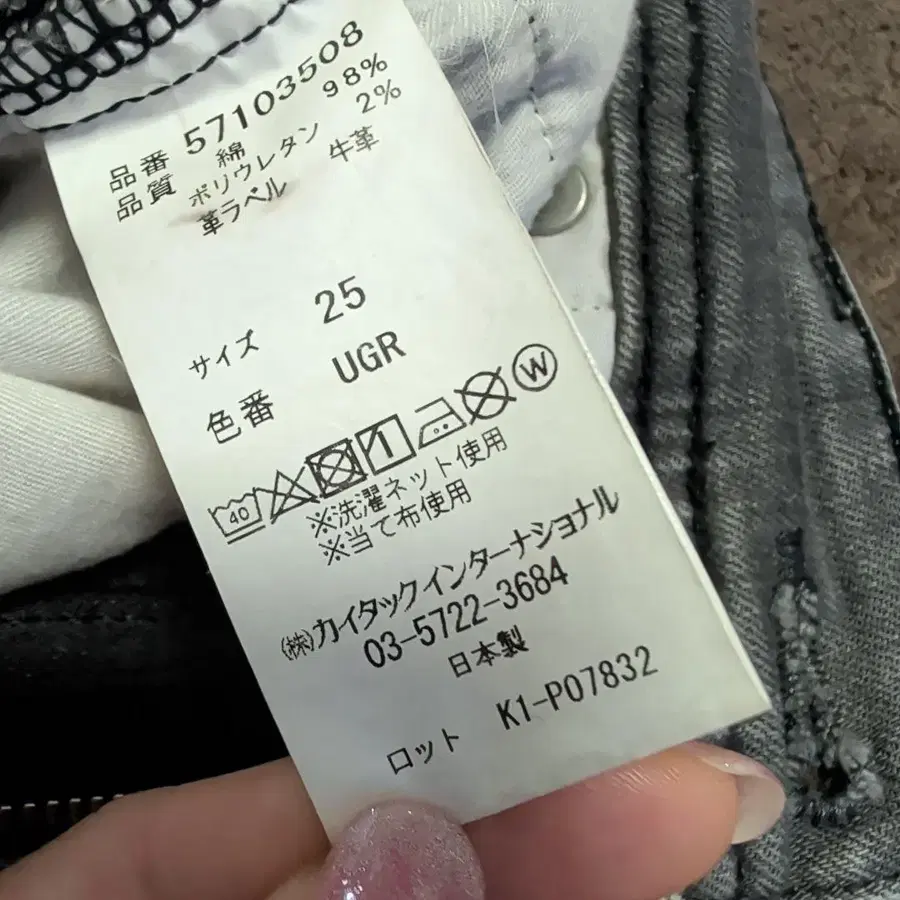 品番 57103508
品質 綿 98%
ポリウレタン 2%
革ラベル 牛革
サイズ 25
色番 UGR
40 W
※洗濯ネット使用
※当て布使用
㈱カイタックインターナショナル
03-5722-3684
日本製
ロット K1-P07832